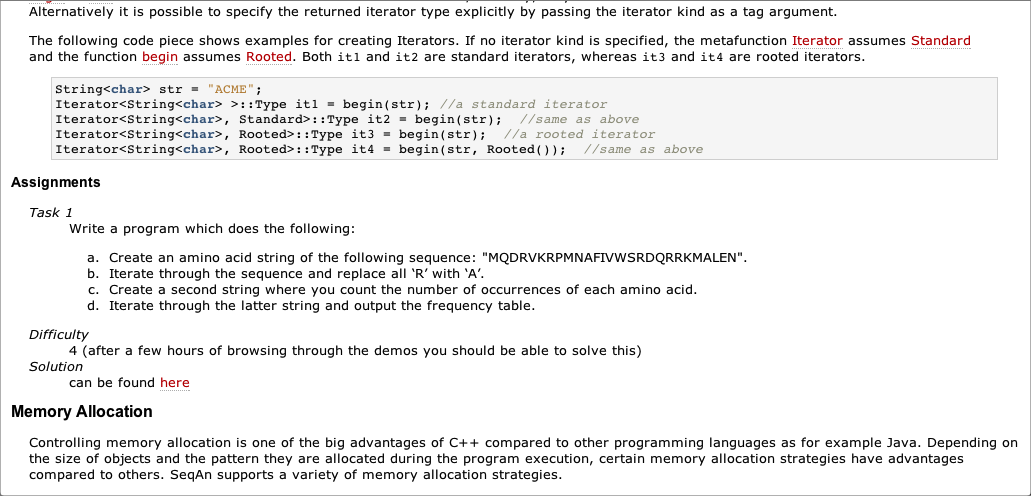 Alternatively it is possible to specify the returned iterator type explicitly by passing the iterator kind as a tag argument.
The following code piece shows examples for creating Iterators. If no iterator kind is specified, the metafunction Iterator assumes Standard
and the function begin assumes Rooted. Both it1 and it2 are standard iterators, whereas it3 and it4 are rooted iterators.
String<char> str = "ACME";
Iterator<String<char> >::Type it1 = begin(str); //a standard iterator
Iterator<String<char>, Standard>::Type it2 = begin(str);  //same as above
Iterator<String<char>, Rooted>::Type it3 = begin(str);  //a rooted iterator
Iterator<String<char>, Rooted>::Type it4 = begin(str, Rooted());  //same as above
Assignments
Task 1
Write a program which does the following:
a. Create an amino acid string of the following sequence: "MQDRVKRPMNAFIVWSRDQRRKMALEN".
b. Iterate through the sequence and replace all ‘R’ with ‘A’.
c. Create a second string where you count the number of occurrences of each amino acid.
d. Iterate through the latter string and output the frequency table.
Difficulty
4 (after a few hours of browsing through the demos you should be able to solve this)
Solution
can be found here
Memory Allocation
Controlling memory allocation is one of the big advantages of C++ compared to other programming languages as for example Java. Depending on
the size of objects and the pattern they are allocated during the program execution, certain memory allocation strategies have advantages
compared to others. SeqAn supports a variety of memory allocation strategies.